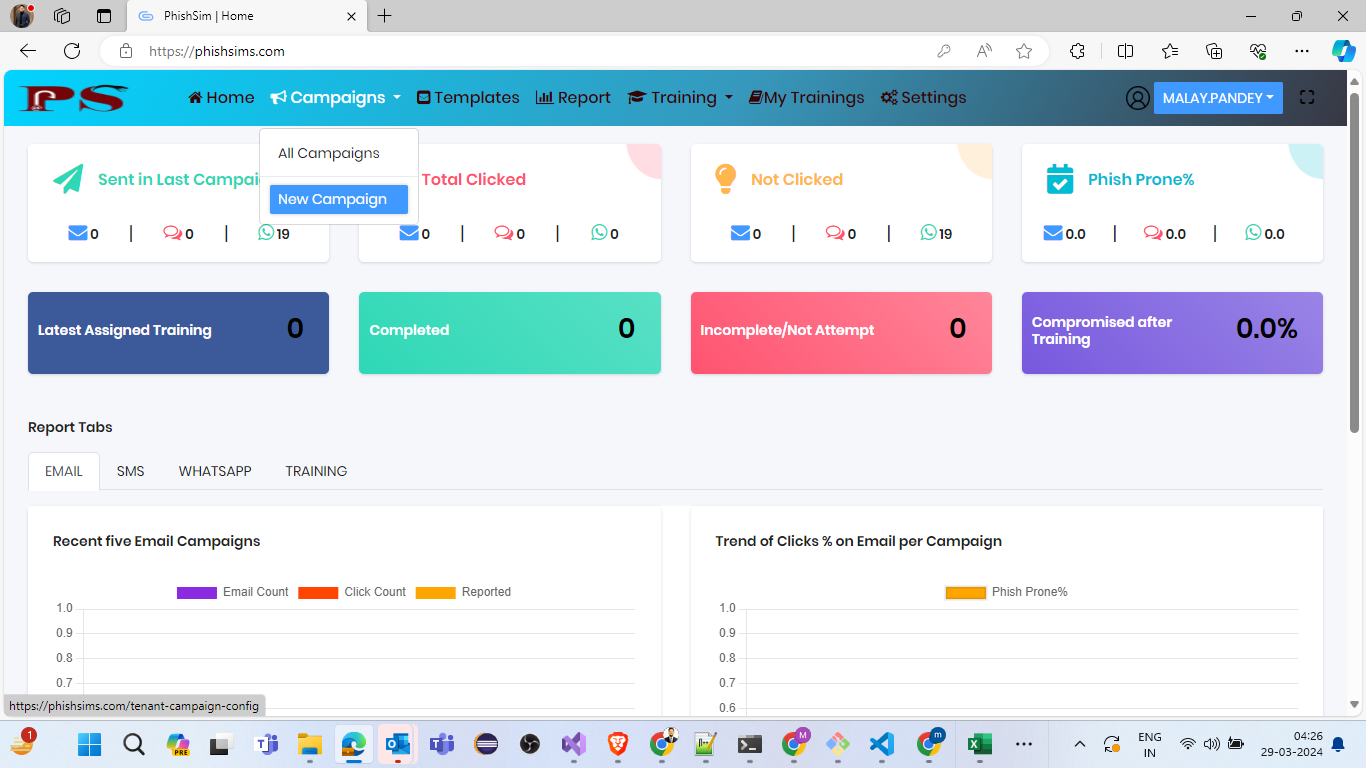 PhishSim | Home
https://phishsims.com
PS
Home
Campaigns
Templates
Report
Training
My Trainings
Settings
MALAY.PANDEY
All Campaigns
New Campaign
Sent in Last Campai
Total Clicked
Not Clicked
Phish Prone%
0 | 0 | 19
0 | 0 | 0
0 | 0 | 19
0.0 | 0.0 | 0.0
Latest Assigned Training 0
Completed 0
Incomplete/Not Attempt 0
Compromised after
Training
0.0%
Report Tabs
EMAIL SMS WHATSAPP TRAINING
Recent five Email Campaigns
Email Count Click Count Reported
1.0
0.9
0.8
0.7
Trend of Clicks % on Email per Campaign
Phish Prone%
1.0
0.9
0.8
0.7
0.6
https://phishsims.com/tenant-campaign-config
1
PRE
M
m
ENG
IN
04:26
29-03-2024